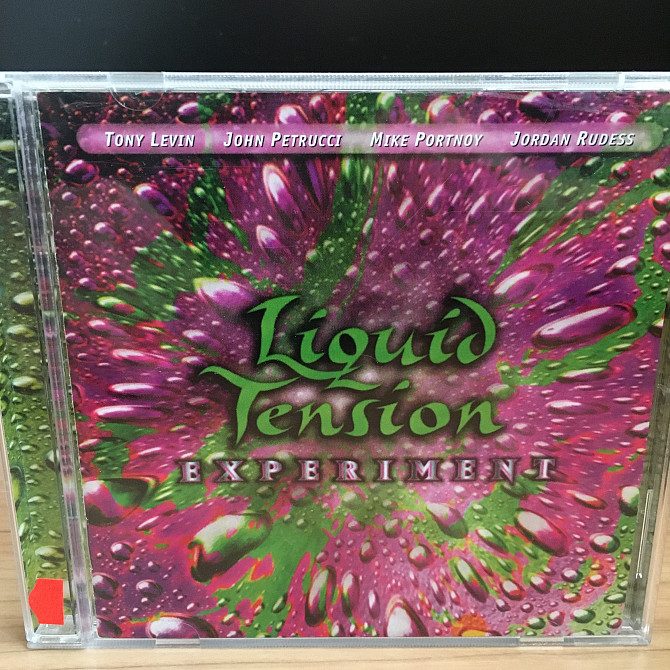 TONY LEVIN JOHN PETRUCCI MIKE PORTNOY JORDAN RUDESS
Liquid
Tension
EXPERIMENT